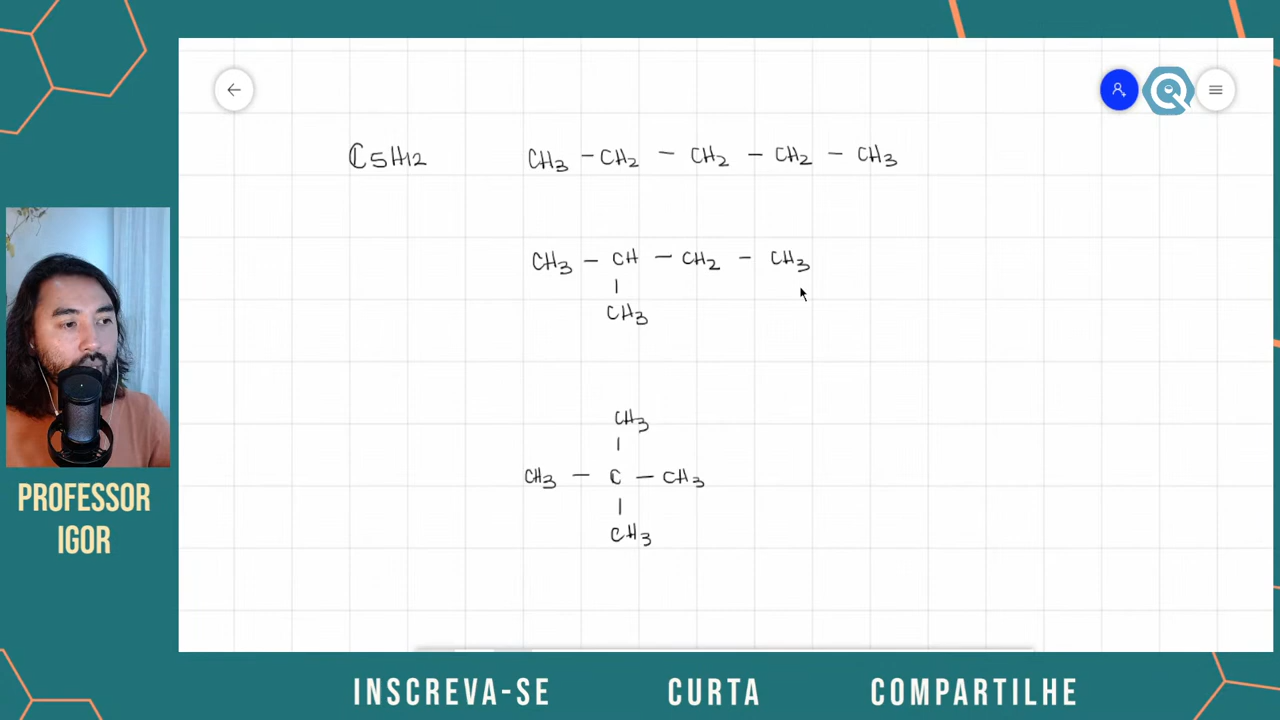 C5H12 CH3 - CH2 - CH2 - CH2 - CH3
CH3 - CH - CH2 - CH3
|
CH3
CH3
|
CH3 - C - CH3
|
CH3
PROFESSOR
IGOR
INSCREVA-SE CURTA COMPARTILHE